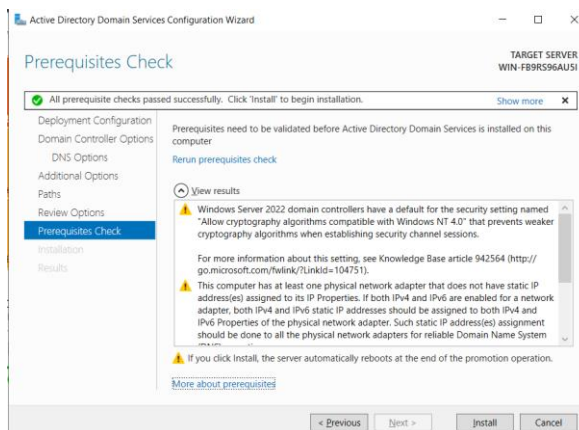 Active Directory Domain Services Configuration Wizard
Prerequisites Check
TARGET SERVER
WIN-FB9RS96AU5I
All prerequisite checks passed successfully. Click 'Install' to begin installation.
Show more
Deployment Configuration
Domain Controller Options
DNS Options
Additional Options
Paths
Review Options
Prerequisites Check
Installation
Results
Prerequisites need to be validated before Active Directory Domain Services is installed on this
computer
Rerun prerequisites check
View results
Windows Server 2022 domain controllers have a default for the security setting named
"Allow cryptography algorithms compatible with Windows NT 4.0" that prevents weaker
cryptography algorithms when establishing security channel sessions.
For more information about this setting, see Knowledge Base article 942564 (http://
go.microsoft.com/fwlink/?LinkId=104751).
This computer has at least one physical network adapter that does not have static IP
address(es) assigned to its IP Properties. If both IPv4 and IPv6 are enabled for a network
adapter, both IPv4 and IPv6 static IP addresses should be assigned to both IPv4 and
IPv6 Properties of the physical network adapter. Such static IP address(es) assignment
should be done to all the physical network adapters for reliable Domain Name System
If you click Install, the server automatically reboots at the end of the promotion operation.
More about prerequisites
< Previous
Next >
Install
Cancel